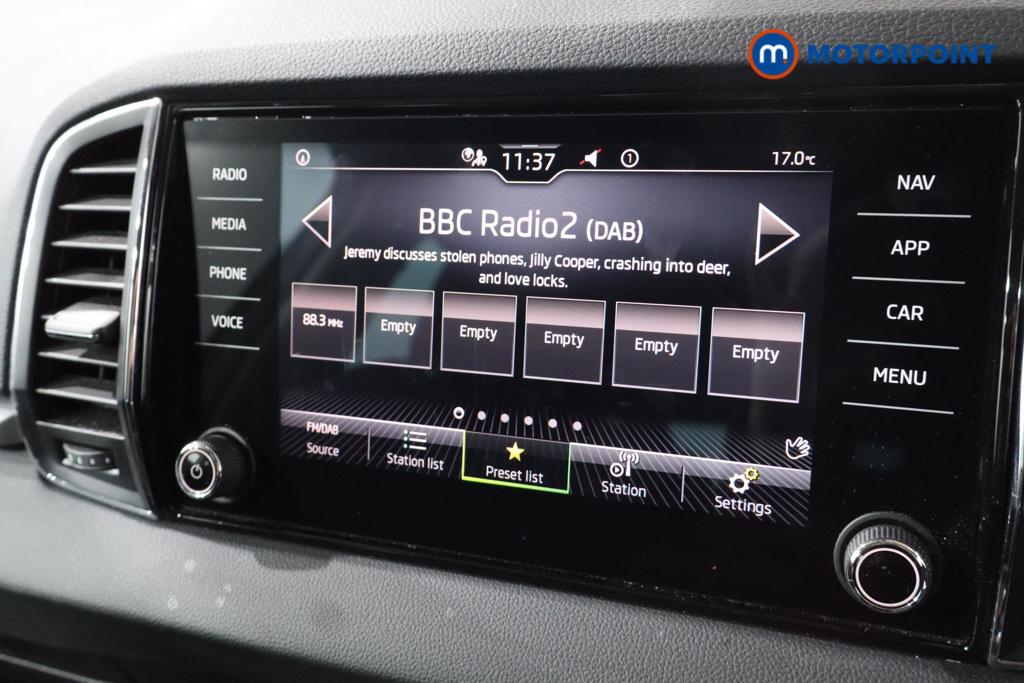 m MOTORPOINT
RADIO
MEDIA
PHONE
VOICE
11:37
1
17.0°C
BBC Radio2 (DAB)
Jeremy discusses stolen phones, Jilly Cooper, crashing into deer,
and love locks.
88.3 MHz
Empty
Empty
Empty
Empty
Empty
FM/DAB
Source
Station list
Preset list
Station
Settings
NAV
APP
CAR
MENU